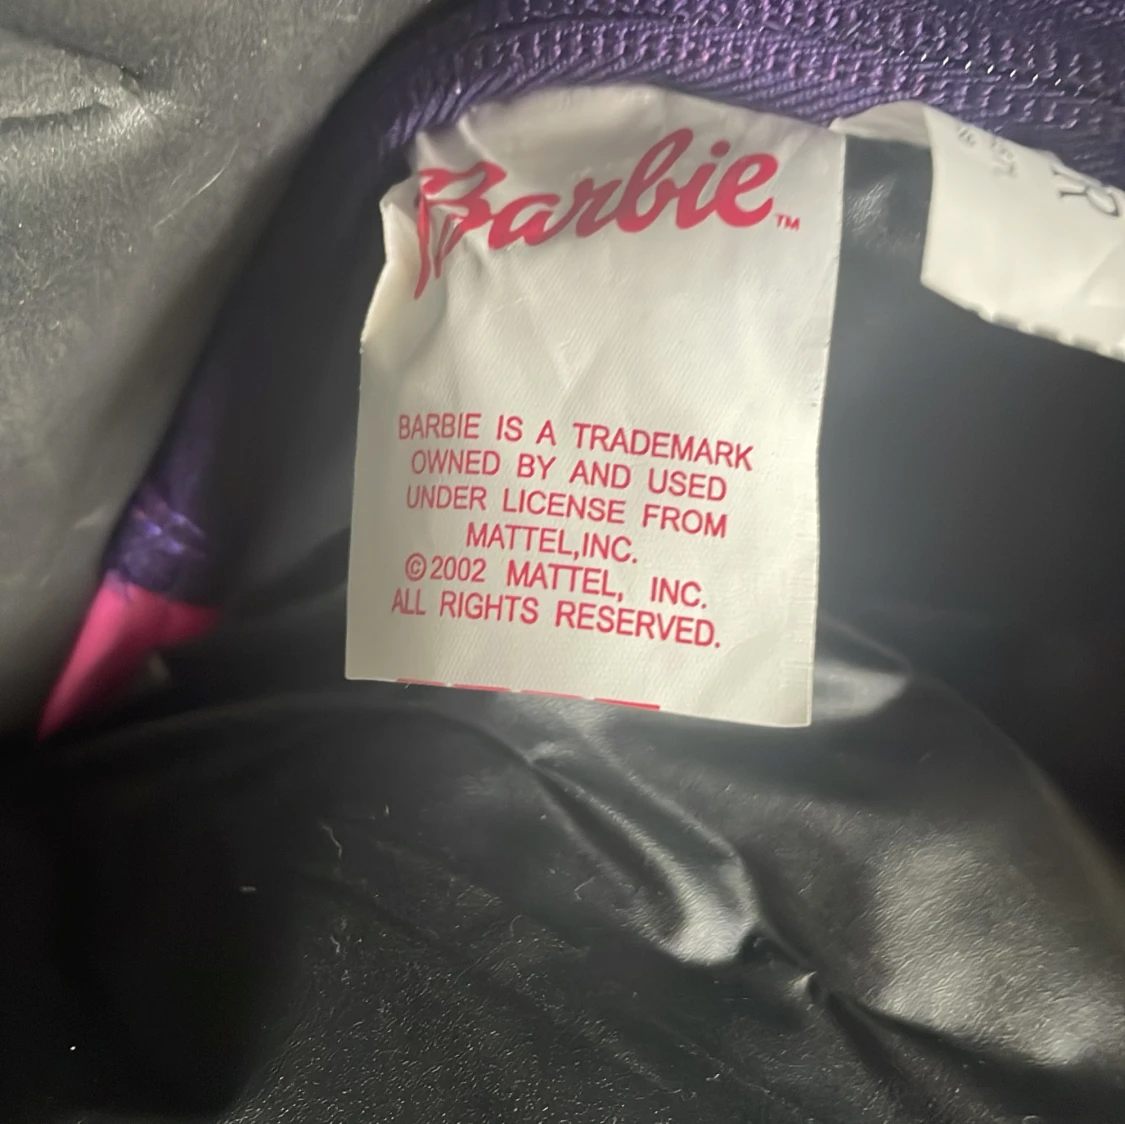 Barbie™
BARBIE IS A TRADEMARK
OWNED BY AND USED
UNDER LICENSE FROM
MATTEL,INC.
©2002 MATTEL, INC.
ALL RIGHTS RESERVED.